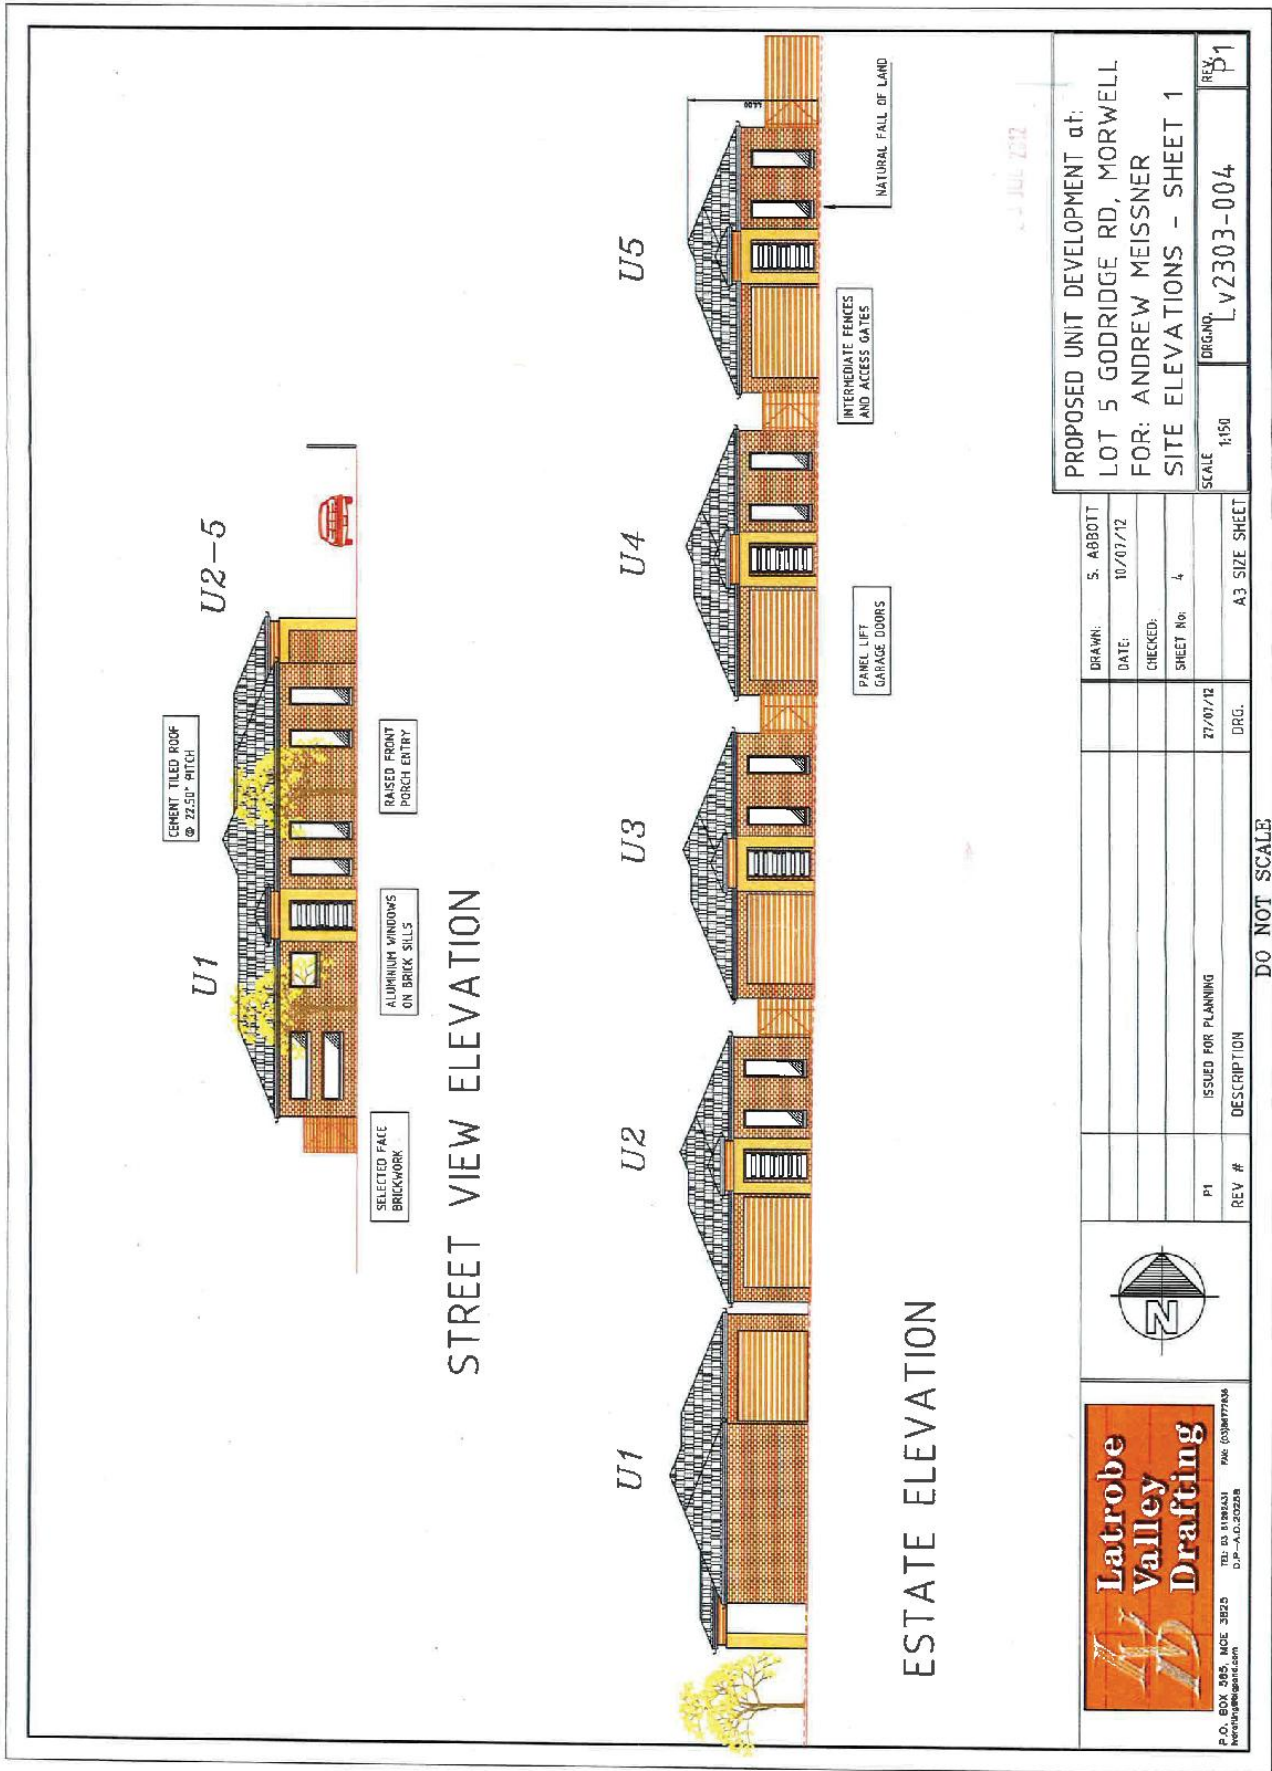 CEMENT TILED ROOF
@ 22.50° PITCH
U1
U2-5
SELECTED FACE
BRICKWORK
ALUMINIUM WINDOWS
ON BRICK SILLS
RAISED FRONT
PORCH ENTRY
STREET VIEW ELEVATION
U1
U2
U3
U4
U5
NATURAL FALL OF LAND
PANEL LIFT
GARAGE DOORS
INTERMEDIATE FENCES
AND ACCESS GATES
ESTATE ELEVATION
JUL 2012
Latrobe
Valley
Drafting
P.O. BOX 585, MOE 3825
D.P-A.D.20258
N
P1
ISSUED FOR PLANNING
27/07/12
REV #
DESCRIPTION
DRG.
DRAWN: S. ABBOTT
DATE: 10/07/12
CHECKED:
SHEET No: 4
A3 SIZE SHEET
PROPOSED UNIT DEVELOPMENT at:
LOT 5 GODRIDGE RD, MORWELL
FOR: ANDREW MEISSNER
SITE ELEVATIONS - SHEET 1
SCALE
1:150
DRG.NO.
Lv2303-004
REV.
P1
DO NOT SCALE